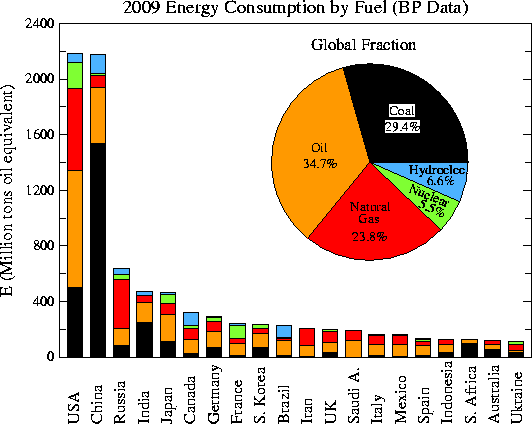 2009 Energy Consumption by Fuel (BP Data)
2400
2000
1600
1200
800
400
0
E (Million tons oil equivalent)
Global Fraction
Coal
29.4%
Oil
34.7%
Hydroelec.
6.6%
Nuclear
5.5%
Natural
Gas
23.8%
USA
China
Russia
India
Japan
Canada
Germany
France
S. Korea
Brazil
Iran
UK
Saudi A.
Italy
Mexico
Spain
Indonesia
S. Africa
Australia
Ukraine